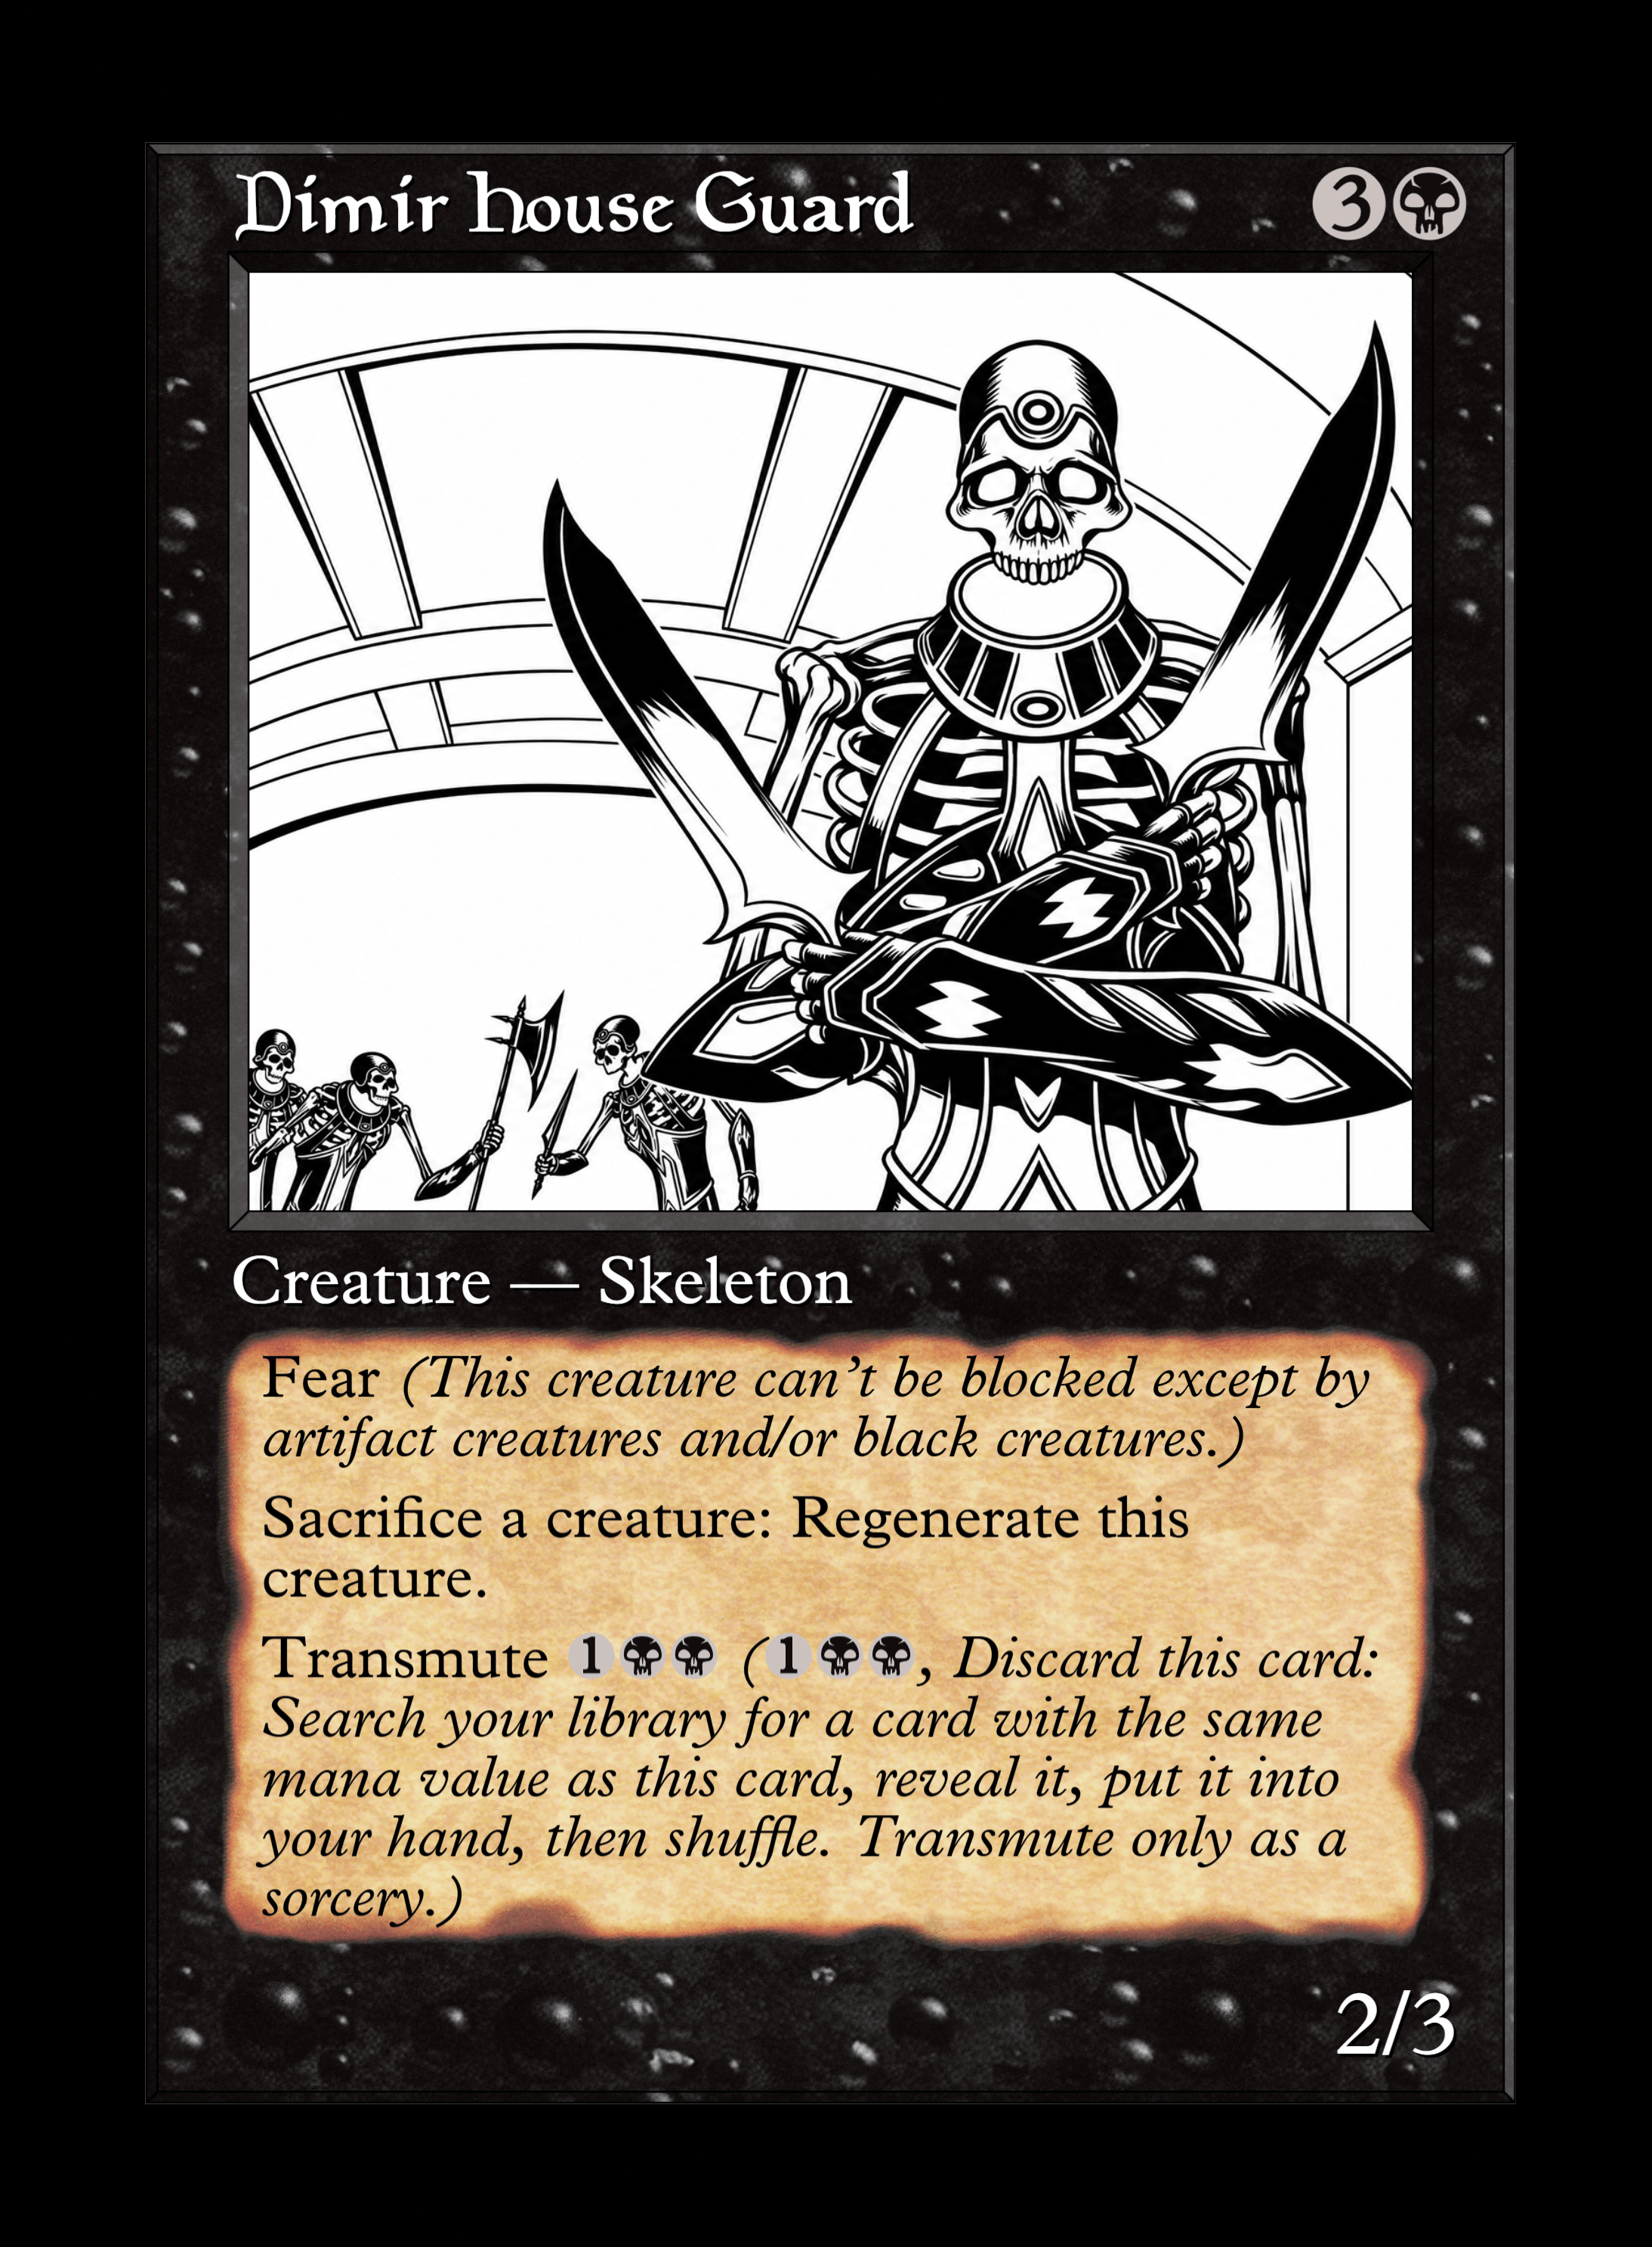 Dimir House Guard
3
Creature — Skeleton
Fear (This creature can't be blocked except by
artifact creatures and/or black creatures.)
Sacrifice a creature: Regenerate this
creature.
Transmute 1 (1, Discard this card:
Search your library for a card with the same
mana value as this card, reveal it, put it into
your hand, then shuffle. Transmute only as a
sorcery.)
2/3